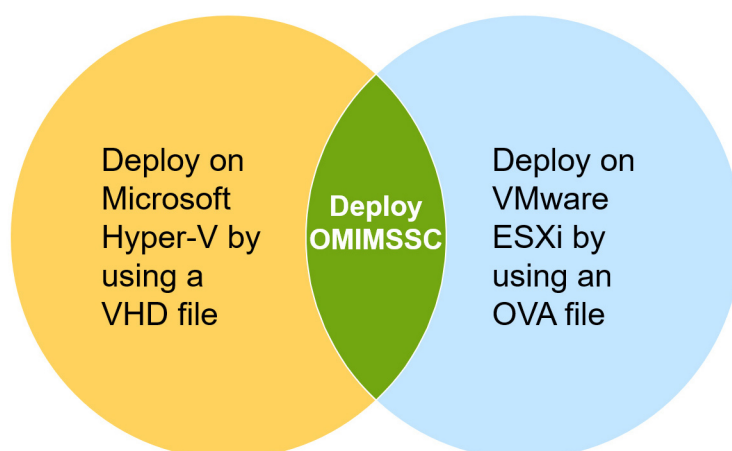 Deploy on
Microsoft
Hyper-V by
using a
VHD file
Deploy
OMIMSSC
Deploy on
VMware
ESXi by
using an
OVA file